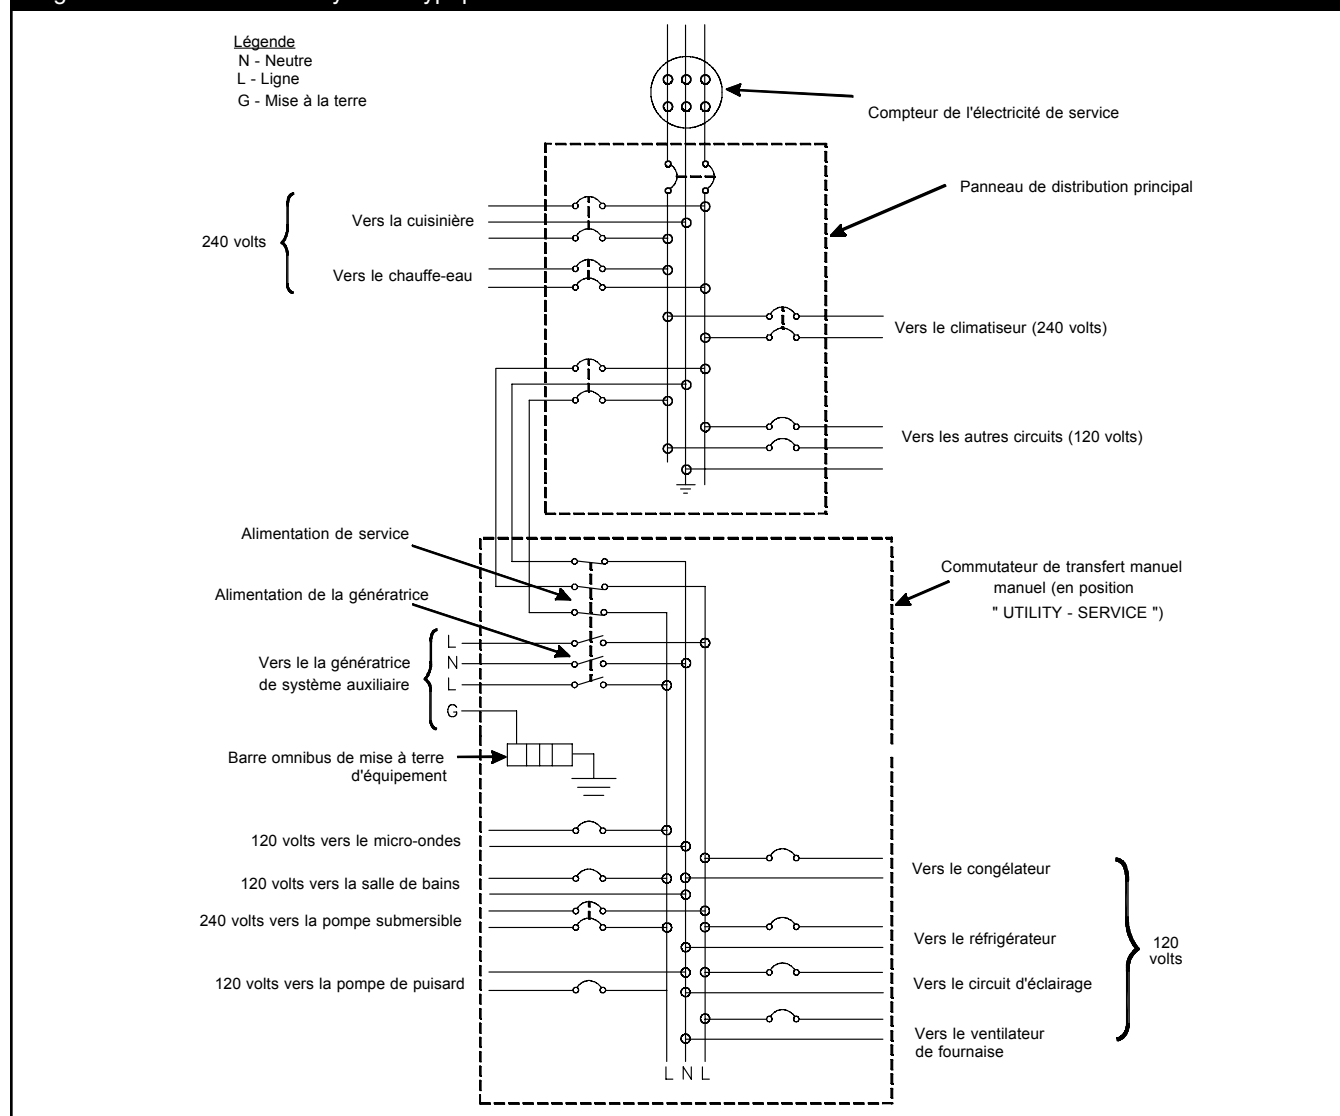 Légende
N - Neutre
L - Ligne
G - Mise à la terre
Compteur de l'électricité de service
Panneau de distribution principal
Vers la cuisinière
240 volts
Vers le chauffe-eau
Vers le climatiseur (240 volts)
Vers les autres circuits (120 volts)
Alimentation de service
Alimentation de la génératrice
Commutateur de transfert manuel
manuel (en position
" UTILITY - SERVICE ")
L
N
L
G
Vers le la génératrice
de système auxiliaire
Barre omnibus de mise à terre
d'équipement
120 volts vers le micro-ondes
120 volts vers la salle de bains
240 volts vers la pompe submersible
120 volts vers la pompe de puisard
Vers le congélateur
Vers le réfrigérateur
Vers le circuit d'éclairage
Vers le ventilateur
de fournaise
120
volts
L N L